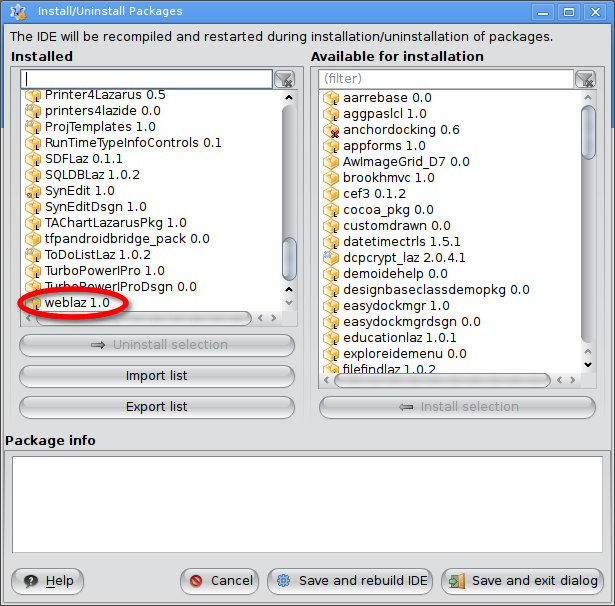 Install/Uninstall Packages
The IDE will be recompiled and restarted during installation/uninstallation of packages.
Installed
Printer4Lazarus 0.5
printers4lazide 0.0
ProjTemplates 1.0
RunTimeTypeInfoControls 0.1
SDFLaz 0.1.1
SQLDBLaz 1.0.2
SynEdit 1.0
SynEditDsgn 1.0
TAChartLazarusPkg 1.0
tfpandroidbridge_pack 0.0
ToDoListLaz 1.0.2
TurboPowerIPro 1.0
TurboPowerIProDsgn 0.0
weblaz 1.0
Uninstall selection
Import list
Export list
Available for installation
(filter)
aarrebase 0.0
aggpaslcl 1.0
anchordocking 0.6
appforms 1.0
AwImageGrid_D7 0.0
brookhmvc 1.0
cef3 0.1.2
cocoa_pkg 0.0
customdrawn 0.0
datetimectrls 1.5.1
dcpcrypt_laz 2.0.4.1
demoidehelp 0.0
designbaseclassdemopkg 0.0
easydockmgr 1.0
easydockmgrdsgn 0.0
educationlaz 1.0.1
exploreidemenu 0.0
filefindlaz 1.0.2
Install selection
Package info
Help
Cancel
Save and rebuild IDE
Save and exit dialog